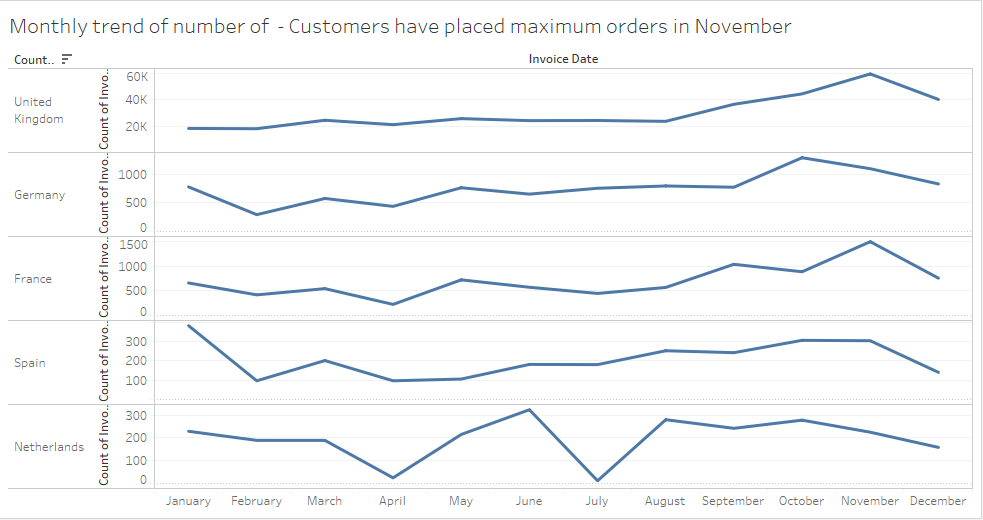 Monthly trend of number of  - Customers have placed maximum orders in November
Count.. Invoice Date
United
Kingdom
Count of Invo..
60K
40K
20K
Germany
Count of Invo..
1000
500
0
France
Count of Invo..
1500
1000
500
0
Spain
Count of Invo..
300
200
100
Netherlands
Count of Invo..
300
200
100
0
January February March April May June July August September October November December